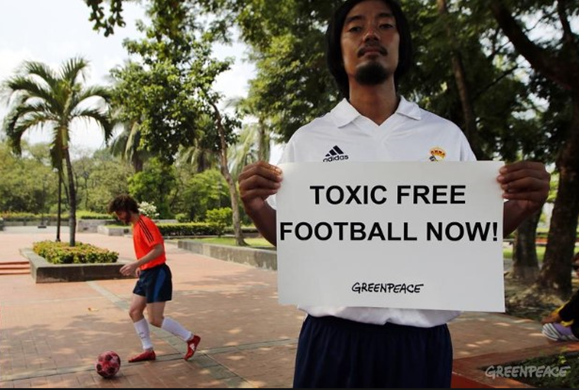 adidas
TOXIC FREE
FOOTBALL NOW!
GREENPEACE
GREENPEACE